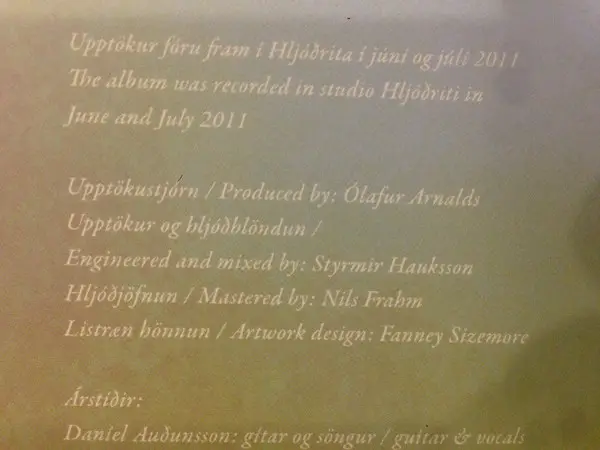 Upptökur fóru fram í Hljóðrita í júní og júlí 2011
The album was recorded in studio Hljóðriti in
June and July 2011
Upptökustjórn / Produced by: Ólafur Arnalds
Upptökur og hljóðblöndun /
Engineered and mixed by: Styrmir Hauksson
Hljóðjöfnun / Mastered by: Nils Frahm
Listræn hönnun / Artwork design: Fanney Sizemore
Árstíðir:
Daníel Auðunsson: gítar og söngur / guitar & vocals